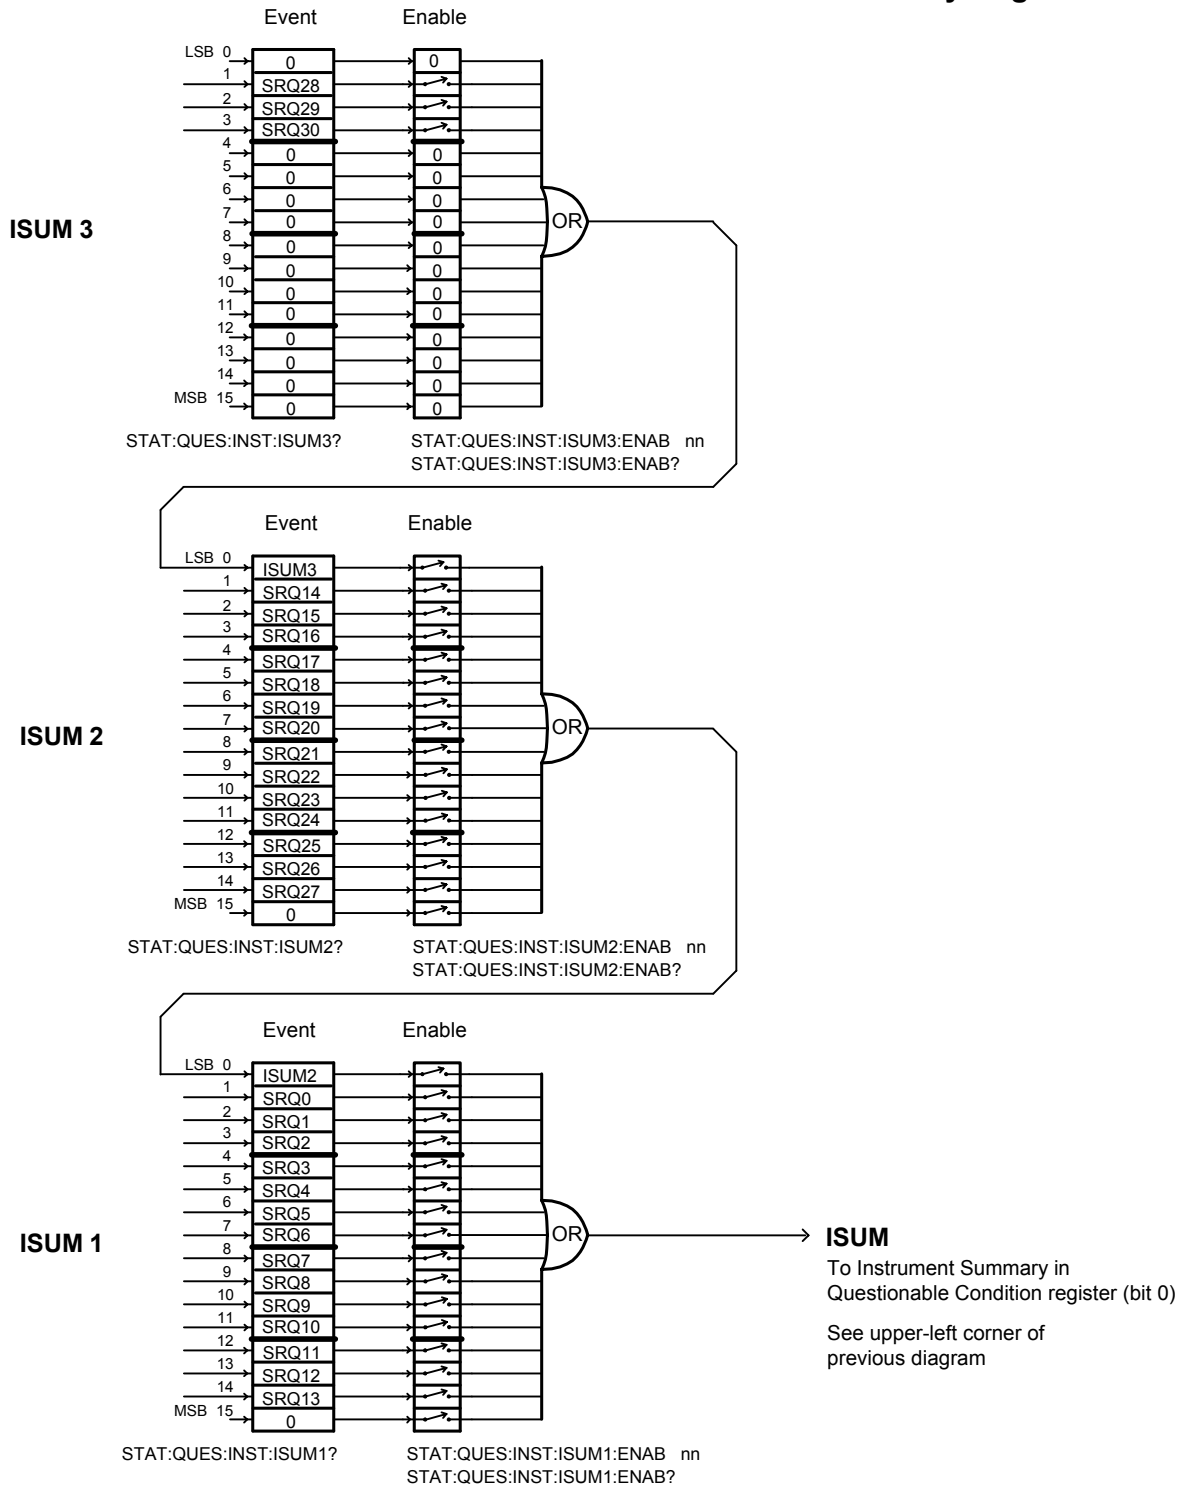 Event Enable
LSB 0 0 0
1 SRQ28
2 SRQ29
3 SRQ30
4 0 0
5 0 0
6 0 0
7 0 0
8 0 0
9 0 0
10 0 0
11 0 0
12 0 0
13 0 0
14 0 0
MSB 15 0 0
OR
ISUM 3
STAT:QUES:INST:ISUM3? STAT:QUES:INST:ISUM3:ENAB nn
STAT:QUES:INST:ISUM3:ENAB?
Event Enable
LSB 0 ISUM3
1 SRQ14
2 SRQ15
3 SRQ16
4 SRQ17
5 SRQ18
6 SRQ19
7 SRQ20
8 SRQ21
9 SRQ22
10 SRQ23
11 SRQ24
12 SRQ25
13 SRQ26
14 SRQ27
MSB 15 0
OR
ISUM 2
STAT:QUES:INST:ISUM2? STAT:QUES:INST:ISUM2:ENAB nn
STAT:QUES:INST:ISUM2:ENAB?
Event Enable
LSB 0 ISUM2
1 SRQ0
2 SRQ1
3 SRQ2
4 SRQ3
5 SRQ4
6 SRQ5
7 SRQ6
8 SRQ7
9 SRQ8
10 SRQ9
11 SRQ10
12 SRQ11
13 SRQ12
14 SRQ13
MSB 15 0
OR
ISUM 1
ISUM
To Instrument Summary in
Questionable Condition register (bit 0)
See upper-left corner of
previous diagram
STAT:QUES:INST:ISUM1? STAT:QUES:INST:ISUM1:ENAB nn
STAT:QUES:INST:ISUM1:ENAB?